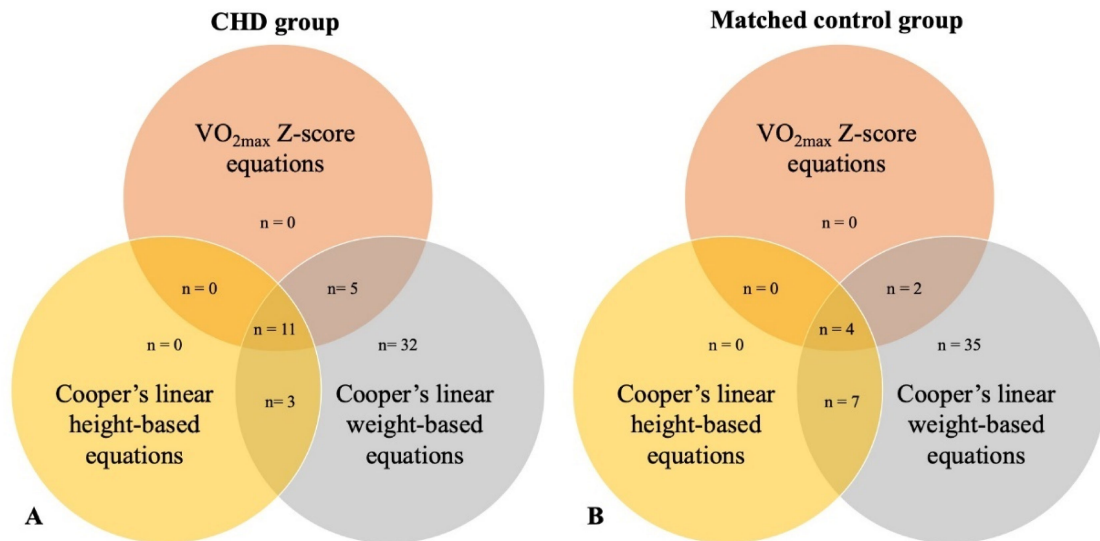 CHD group
VO₂max Z-score
equations
n = 0
n = 0
n= 5
n = 11
n = 0
n= 32
n= 3
Cooper’s linear
height-based
equations
Cooper’s linear
weight-based
equations
A
Matched control group
VO₂max Z-score
equations
n = 0
n = 0
n = 2
n = 4
n = 0
n = 35
n = 7
Cooper’s linear
height-based
equations
Cooper’s linear
weight-based
equations
B